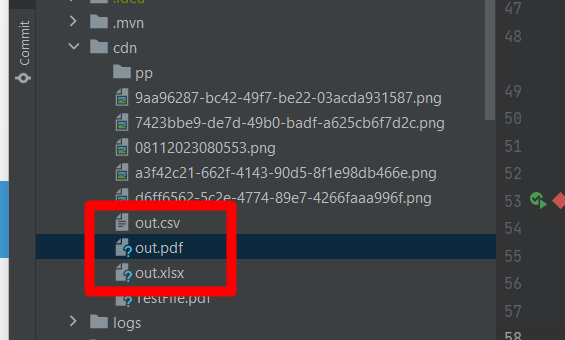 Commit
.idea
.mvn
cdn
pp
9aa96287-bc42-49f7-be22-03acda931587.png
7423bbe9-de7d-49b0-badf-a625cb6f7d2c.png
08112023080553.png
a3f42c21-662f-4143-90d5-8f1e98db466e.png
d6ff6562-5c2e-4774-89e7-4266faaa996f.png
out.csv
out.pdf
out.xlsx
TestFile.pdf
logs
47
48
49
50
51
52
53
54
55
56
57
58